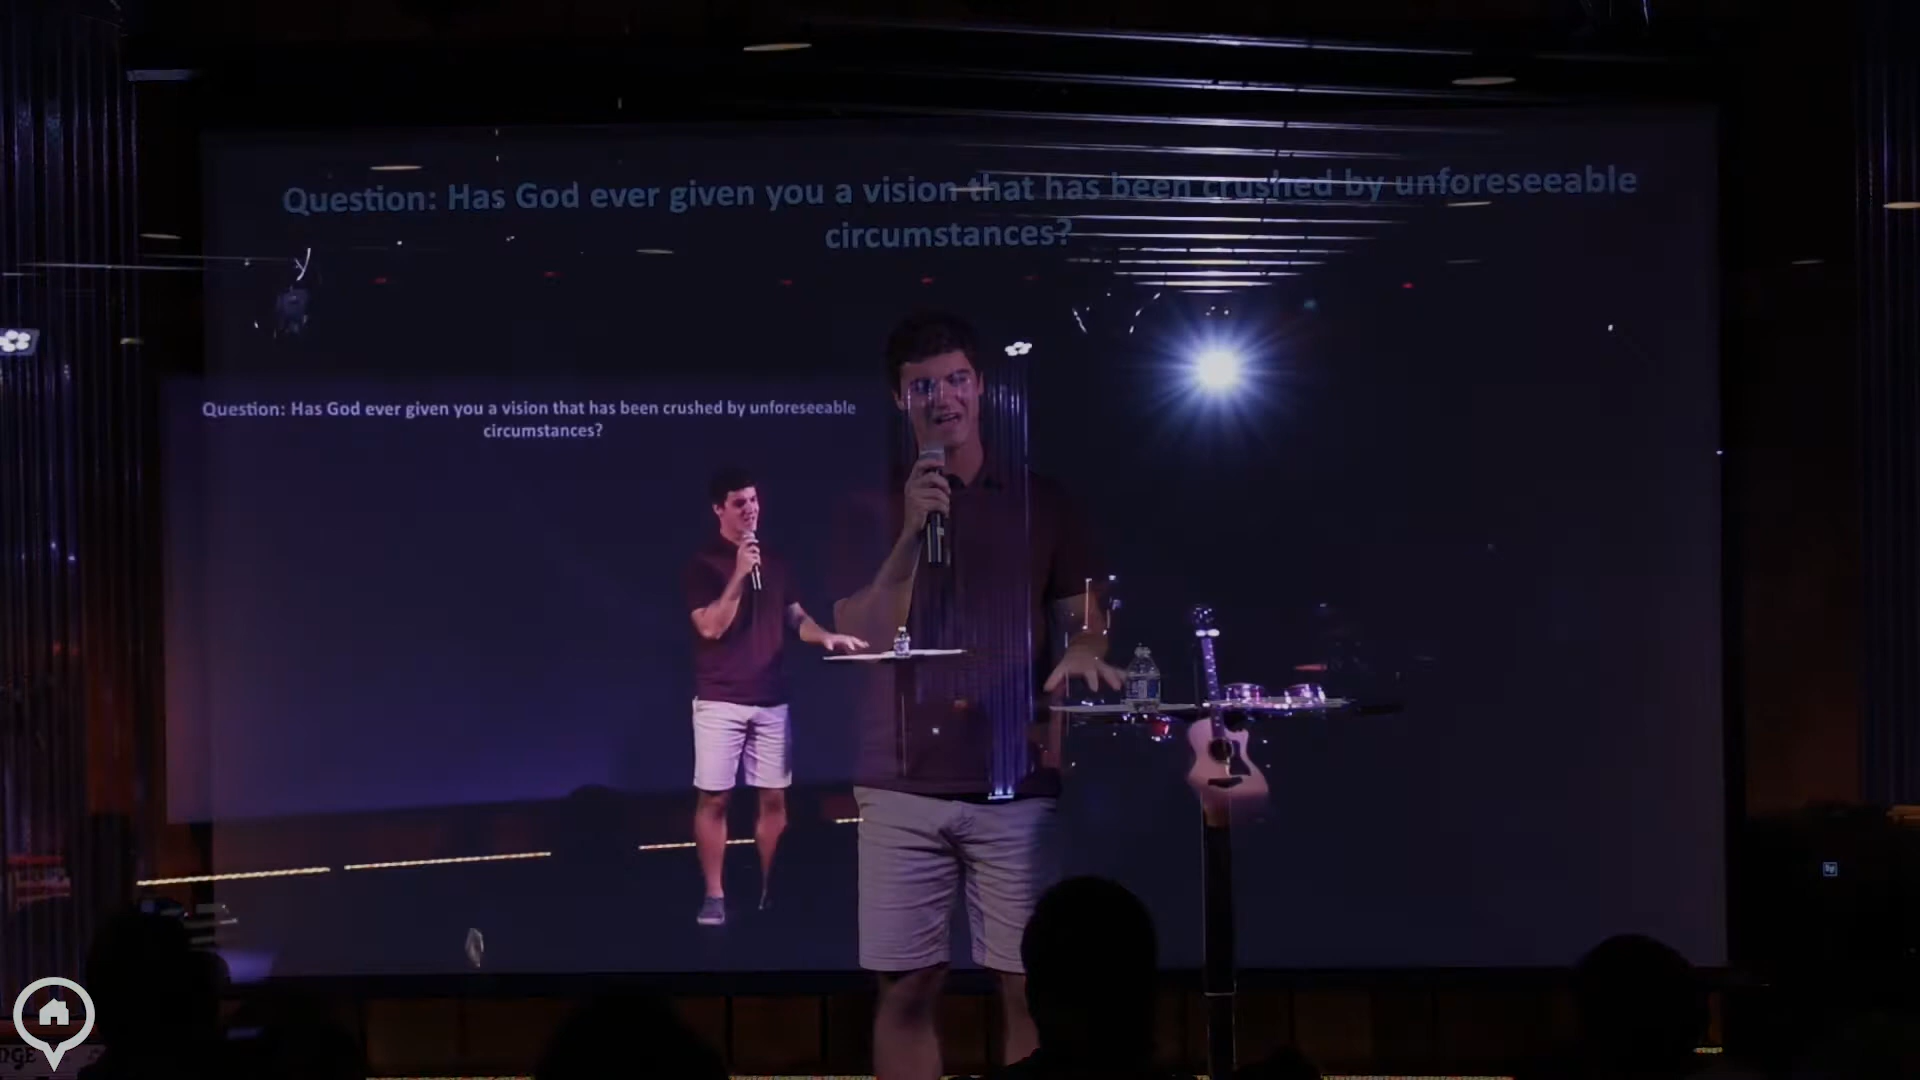 Question: Has God ever given you a vision that has been crushed by unforeseeable
circumstances?
Question: Has God ever given you a vision that has been crushed by unforeseeable
circumstances?